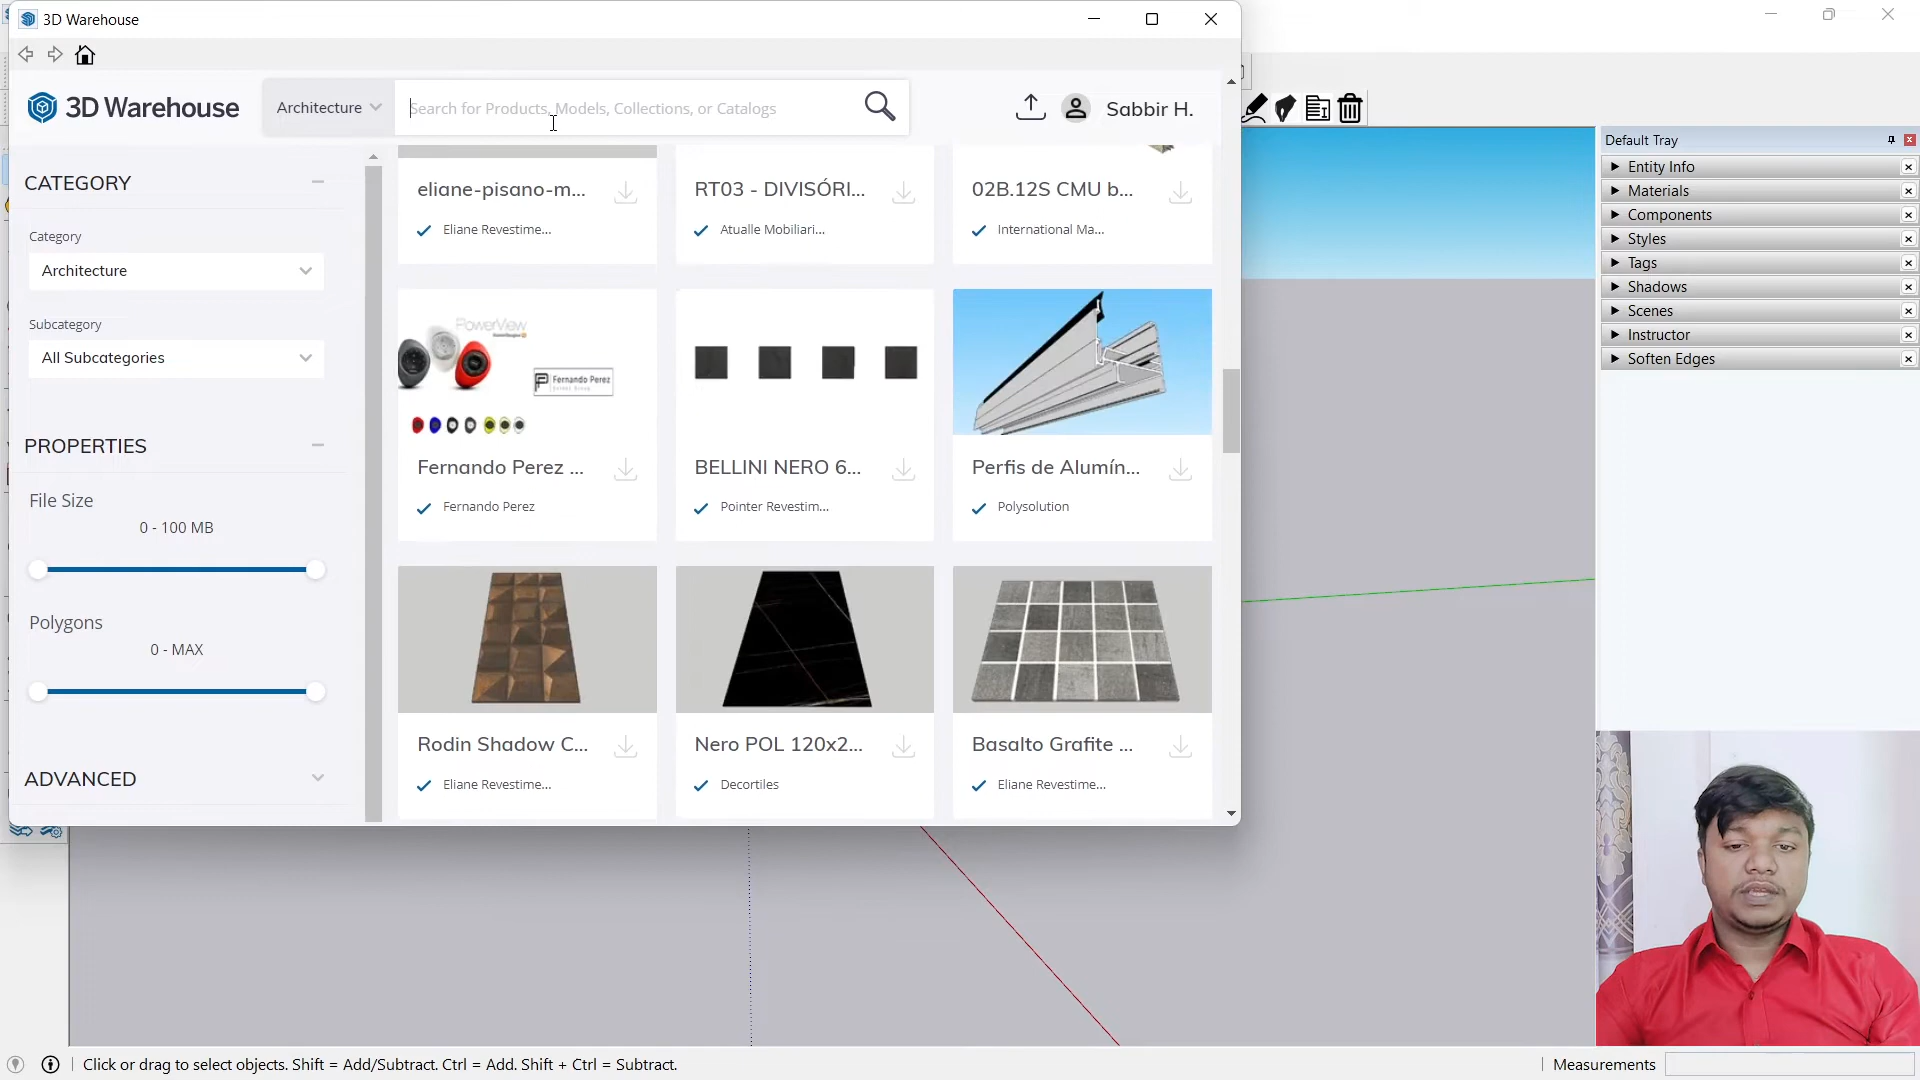 3D Warehouse
3D Warehouse
Architecture
Search for Products, Models, Collections, or Catalogs
Sabbir H.
CATEGORY
Category
Architecture
Subcategory
All Subcategories
PROPERTIES
File Size
0 - 100 MB
Polygons
0 - MAX
ADVANCED
eliane-pisano-m...
Eliane Revestime...
RT03 - DIVISÓRI...
Atualle Mobiliari...
02B.12S CMU b...
International Ma...
PowerView
Fernando Perez
Fernando Perez ...
Fernando Perez
BELLINI NERO 6...
Pointer Revestim...
Perfis de Alumín...
Polysolution
Rodin Shadow C...
Eliane Revestime...
Nero POL 120x2...
Decortiles
Basalto Grafite ...
Eliane Revestime...
Default Tray
Entity Info
Materials
Components
Styles
Tags
Shadows
Scenes
Instructor
Soften Edges
Click or drag to select objects. Shift = Add/Subtract. Ctrl = Add. Shift + Ctrl = Subtract.
Measurements